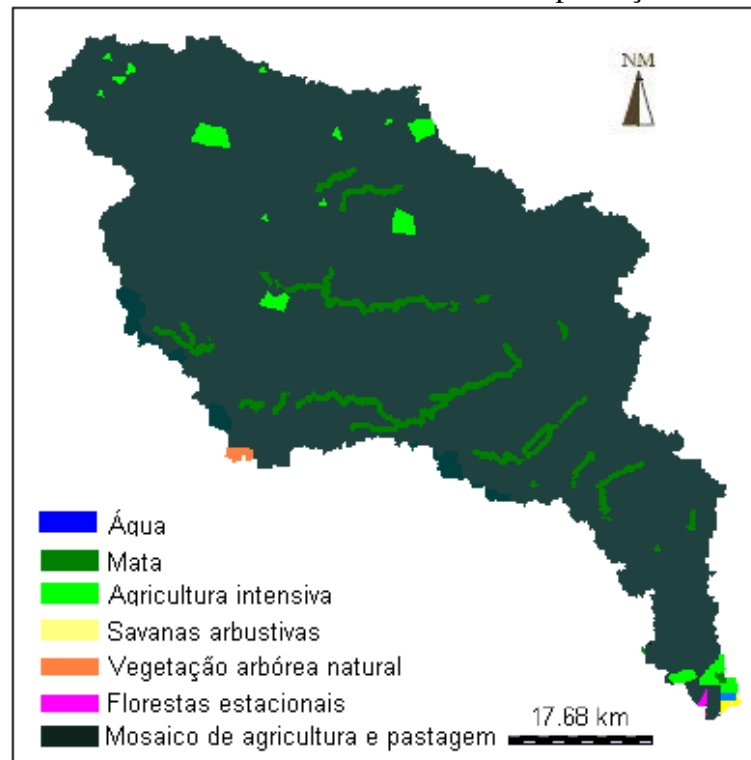 NM
Água
Mata
Agricultura intensiva
Savanas arbustivas
Vegetação arbórea natural
Florestas estacionais
17.68 km
Mosaico de agricultura e pastagem